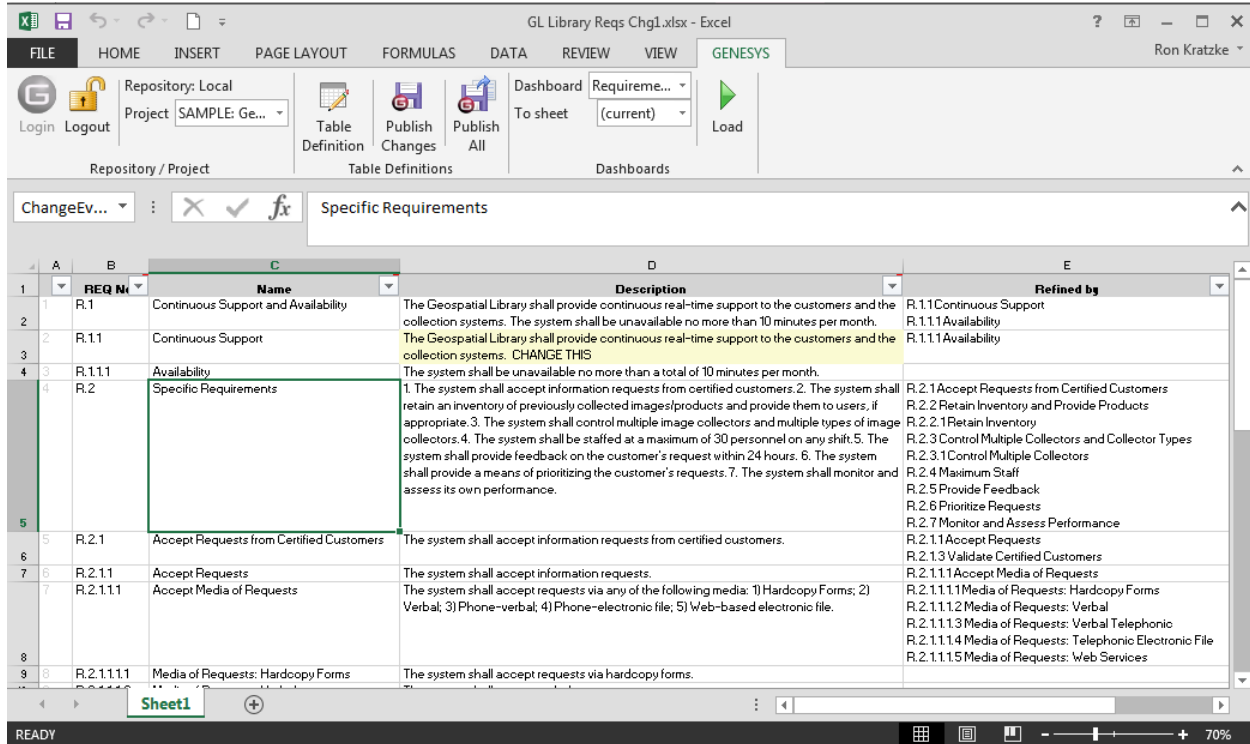 GL Library Reqs Chg1.xlsx - Excel
?
FILE HOME INSERT PAGE LAYOUT FORMULAS DATA REVIEW VIEW GENESYS Ron Kratzke
Repository: Local
Project SAMPLE: Ge...
Login Logout
Repository / Project
Table
Definition
Publish
Changes
Publish
All
Table Definitions
Dashboard Requireme...
To sheet (current)
Load
Dashboards
ChangeEv... fx Specific Requirements
A B C D E
1 REQ Name Description Refined by
2 1 R.1 Continuous Support and Availability
The Geospatial Library shall provide continuous real-time support to the customers and the
collection systems. The system shall be unavailable no more than 10 minutes per month.
R.1.1 Continuous Support
R.1.1.1 Availability
3 2 R.1.1 Continuous Support
The Geospatial Library shall provide continuous real-time support to the customers and the
collection systems. CHANGE THIS
R.1.1.1 Availability
4 3 R.1.1.1 Availability The system shall be unavailable no more than a total of 10 minutes per month.
5 4 R.2 Specific Requirements
1. The system shall accept information requests from certified customers.2. The system shall
retain an inventory of previously collected images/products and provide them to users, if
appropriate.3. The system shall control multiple image collectors and multiple types of image
collectors.4. The system shall be staffed at a maximum of 30 personnel on any shift.5. The
system shall provide feedback on the customer's request within 24 hours. 6. The system
shall provide a means of prioritizing the customer's requests.7. The system shall monitor and
assess its own performance.
R.2.1 Accept Requests from Certified Customers
R.2.2 Retain Inventory and Provide Products
R.2.2.1 Retain Inventory
R.2.3 Control Multiple Collectors and Collector Types
R.2.3.1 Control Multiple Collectors
R.2.4 Maximum Staff
R.2.5 Provide Feedback
R.2.6 Prioritize Requests
R.2.7 Monitor and Assess Performance
6 5 R.2.1 Accept Requests from Certified Customers The system shall accept information requests from certified customers.
R.2.1.1 Accept Requests
R.2.1.3 Validate Certified Customers
7 6 R.2.1.1 Accept Requests The system shall accept information requests. R.2.1.1.1 Accept Media of Requests
8 7 R.2.1.1.1 Accept Media of Requests
The system shall accept requests via any of the following media: 1) Hardcopy Forms; 2)
Verbal; 3) Phone-verbal; 4) Phone-electronic file; 5) Web-based electronic file.
R.2.1.1.1.1 Media of Requests: Hardcopy Forms
R.2.1.1.1.2 Media of Requests: Verbal
R.2.1.1.1.3 Media of Requests: Verbal Telephonic
R.2.1.1.1.4 Media of Requests: Telephonic Electronic File
R.2.1.1.1.5 Media of Requests: Web Services
9 8 R.2.1.1.1.1 Media of Requests: Hardcopy Forms The system shall accept requests via hardcopy forms.
Sheet1
READY 70%